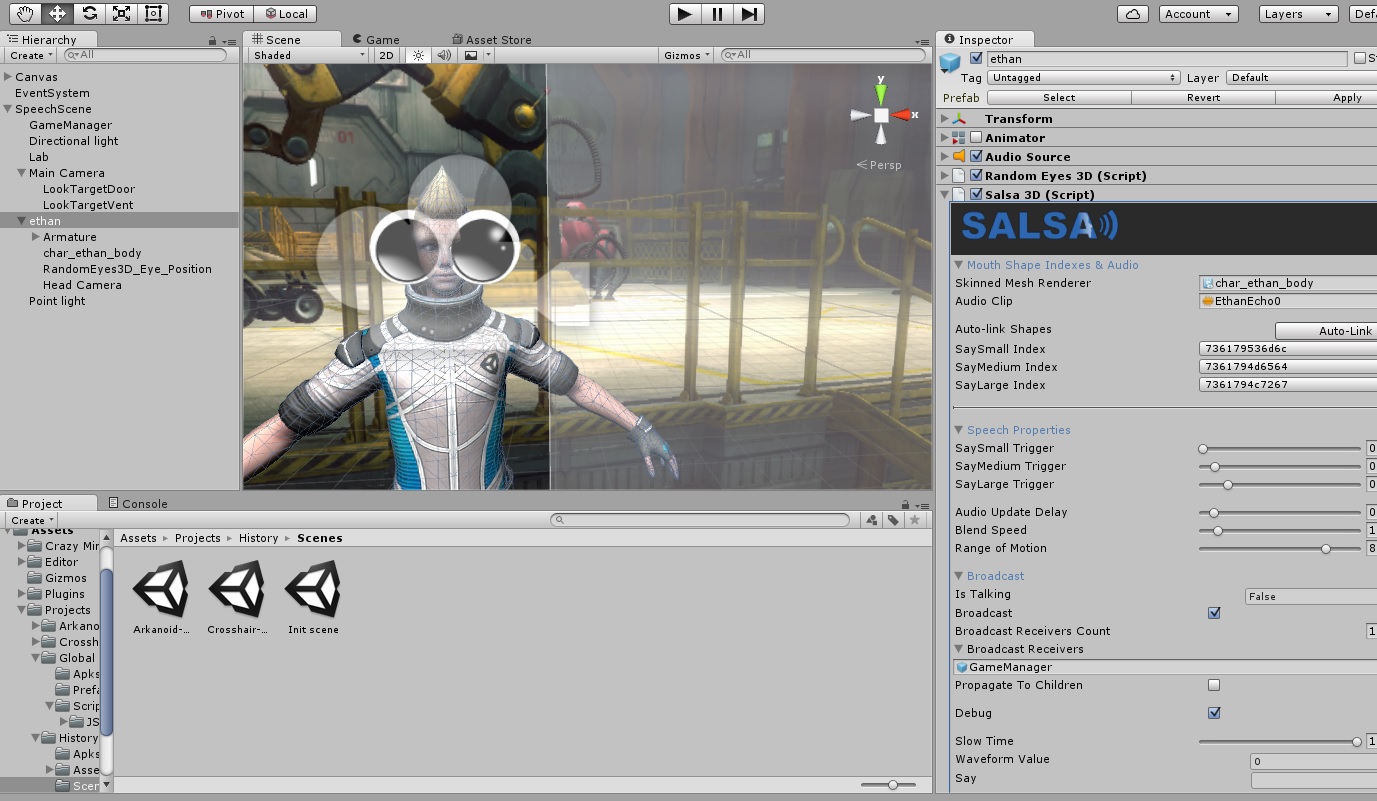 Pivot Local Account Layers Def
Hierarchy
Create All
Canvas
EventSystem
SpeechScene
GameManager
Directional light
Lab
Main Camera
LookTargetDoor
LookTargetVent
ethan
Armature
char_ethan_body
RandomEyes3D_Eye_Position
Head Camera
Point light
Scene Game Asset Store
Shaded 2D Gizmos All
01
y
x
Persp
Inspector
ethan St
Tag Untagged Layer Default
Prefab Select Revert Apply
Transform
Animator
Audio Source
Random Eyes 3D (Script)
Salsa 3D (Script)
SALSA
Mouth Shape Indexes & Audio
Skinned Mesh Renderer char_ethan_body
Audio Clip EthanEcho0
Auto-link Shapes Auto-Link
SaySmall Index 736179536d6c
SayMedium Index 7361794d6564
SayLarge Index 7361794c7267
Speech Properties
SaySmall Trigger 0
SayMedium Trigger 0
SayLarge Trigger 0
Audio Update Delay 0
Blend Speed 1
Range of Motion 8
Broadcast
Is Talking False
Broadcast
Broadcast Receivers Count 1
Broadcast Receivers
GameManager
Propagate To Children
Debug
Slow Time 1
Waveform Value 0
Say
Project Console
Create
Assets
Crazy Mir
Editor
Gizmos
Plugins
Projects
Arkano
Crossh
Global
Apks
Prefa
Scrip
JS
History
Apks
Asse
Scen
Assets Projects History Scenes
Arkanoid-... Crosshair-... Init scene